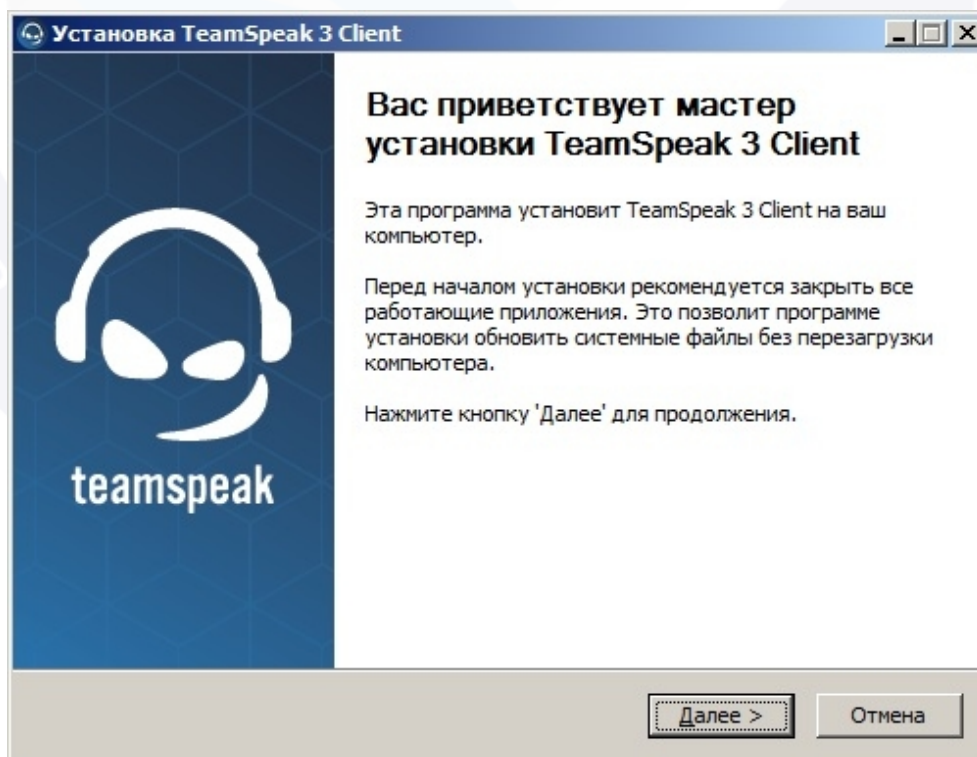 Установка TeamSpeak 3 Client
Вас приветствует мастер
установки TeamSpeak 3 Client
Эта программа установит TeamSpeak 3 Client на ваш
компьютер.
Перед началом установки рекомендуется закрыть все
работающие приложения. Это позволит программе
установки обновить системные файлы без перезагрузки
компьютера.
Нажмите кнопку 'Далее' для продолжения.
teamspeak
Далее >
Отмена